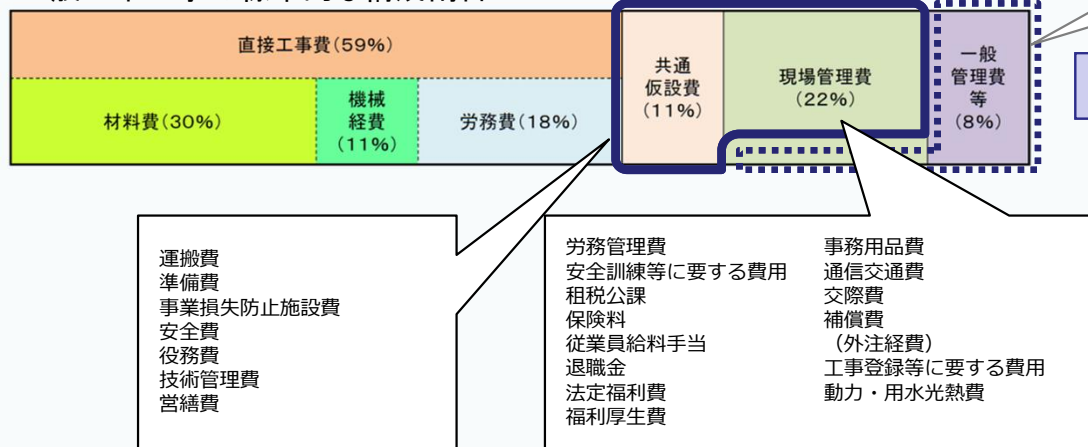 直接工事費(59%)
材料費(30%)
機械
経費
(11%)
労務費(18%)
共通
仮設費
(11%)
現場管理費
(22%)
一般
管理費
等
(8%)
運搬費
準備費
事業損失防止施設費
安全費
役務費
技術管理費
営繕費
労務管理費
安全訓練等に要する費用
租税公課
保険料
従業員給料手当
退職金
法定福利費
福利厚生費
事務用品費
通信交通費
交際費
補償費
（外注経費）
工事登録等に要する費用
動力・用水光熱費